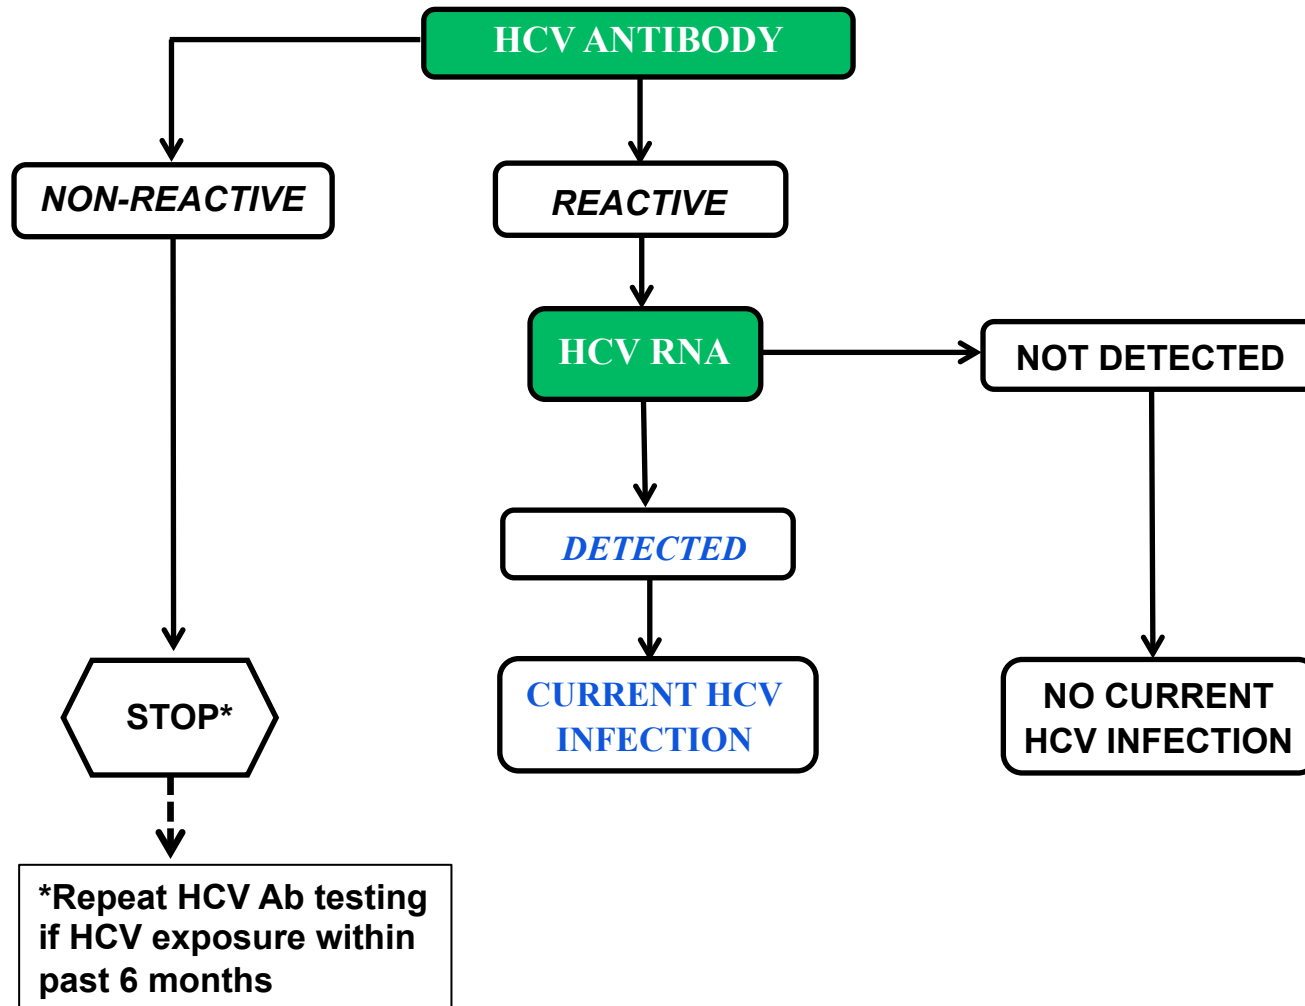 HCV ANTIBODY
NON-REACTIVE
REACTIVE
HCV RNA
NOT DETECTED
DETECTED
CURRENT HCV
INFECTION
NO CURRENT
HCV INFECTION
STOP*
*Repeat HCV Ab testing
if HCV exposure within
past 6 months